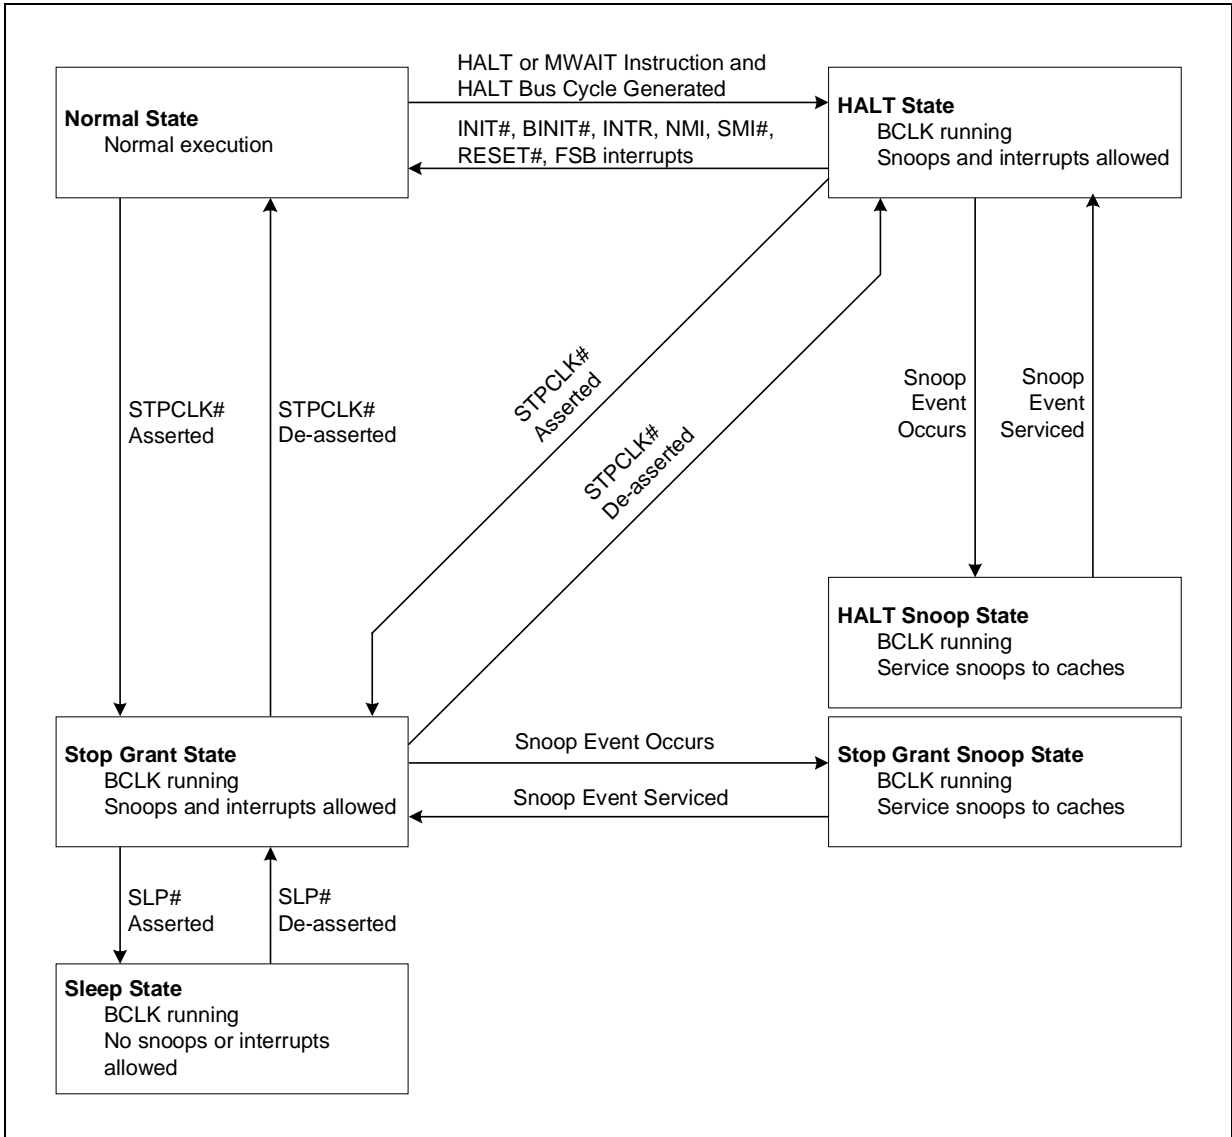 HALT or MWAIT Instruction and
HALT Bus Cycle Generated
Normal State
Normal execution
HALT State
BCLK running
Snoops and interrupts allowed
INIT#, BINIT#, INTR, NMI, SMI#,
RESET#, FSB interrupts
STPCLK#
Asserted
STPCLK#
De-asserted
STPCLK#
Asserted
STPCLK#
De-asserted
Snoop
Event
Occurs
Snoop
Event
Serviced
HALT Snoop State
BCLK running
Service snoops to caches
Stop Grant State
BCLK running
Snoops and interrupts allowed
Snoop Event Occurs
Snoop Event Serviced
Stop Grant Snoop State
BCLK running
Service snoops to caches
SLP#
Asserted
SLP#
De-asserted
Sleep State
BCLK running
No snoops or interrupts
allowed